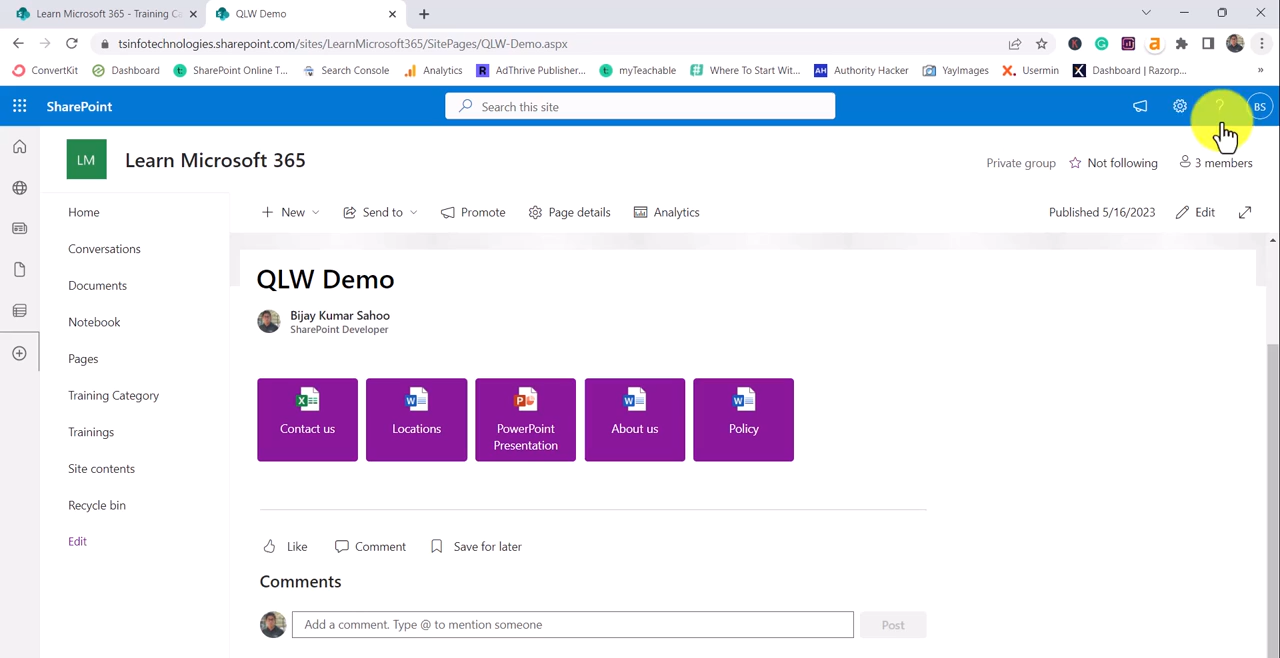 Learn Microsoft 365 - Training Ca
QLW Demo
tsinfotechnologies.sharepoint.com/sites/LearnMicrosoft365/SitePages/QLW-Demo.aspx
ConvertKit
Dashboard
SharePoint Online T...
Search Console
Analytics
AdThrive Publisher...
myTeachable
Where To Start Wit...
AH
Authority Hacker
YayImages
Usermin
Dashboard | Razorp...
»
SharePoint
Search this site
?
BS
LM
Learn Microsoft 365
Private group
Not following
3 members
Home
New
Send to
Promote
Page details
Analytics
Published 5/16/2023
Edit
Conversations
Documents
Notebook
Pages
Training Category
Trainings
Site contents
Recycle bin
Edit
QLW Demo
Bijay Kumar Sahoo
SharePoint Developer
Contact us
Locations
PowerPoint
Presentation
About us
Policy
Like
Comment
Save for later
Comments
Add a comment. Type @ to mention someone
Post